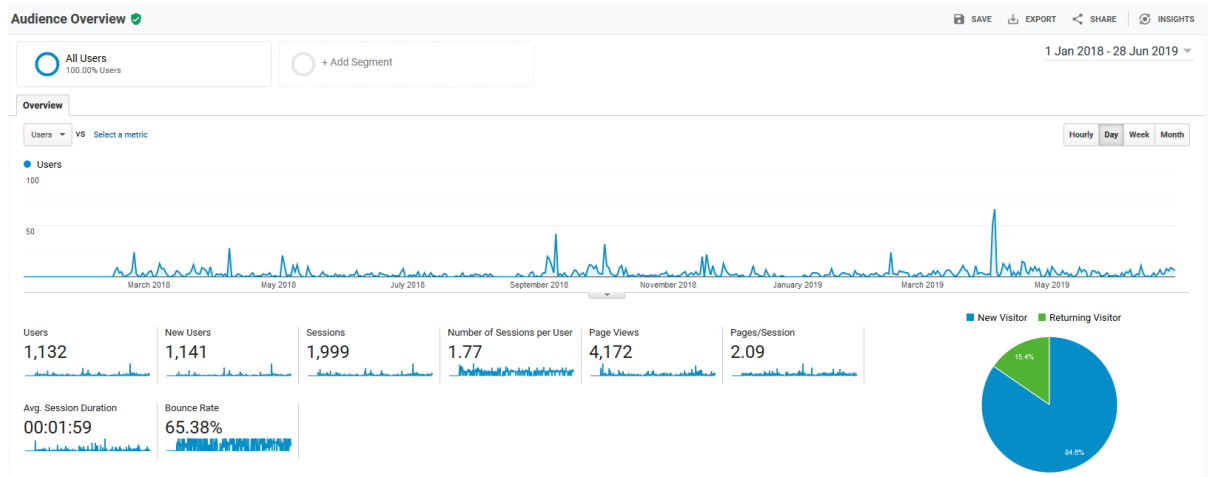 Audience Overview
SAVE EXPORT SHARE INSIGHTS
All Users
100.00% Users
+ Add Segment
1 Jan 2018 - 28 Jun 2019
Overview
Users VS Select a metric
Hourly Day Week Month
Users
100
50
March 2018 May 2018 July 2018 September 2018 November 2018 January 2019 March 2019 May 2019
New Visitor Returning Visitor
Users New Users Sessions Number of Sessions per User Page Views Pages/Session
1,132 1,141 1,999 1.77 4,172 2.09
15.4%
Avg. Session Duration Bounce Rate
00:01:59 65.38%
84.6%